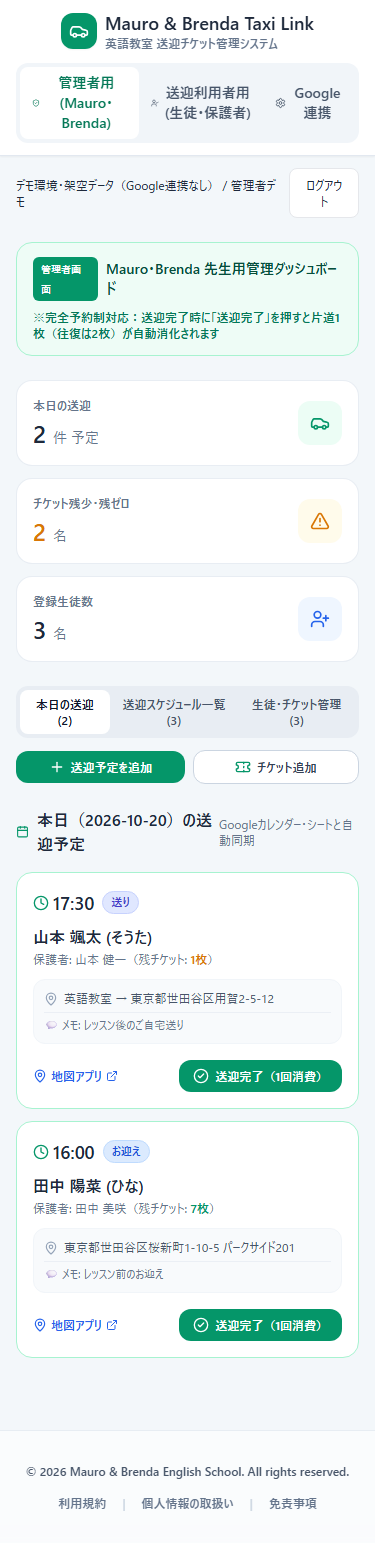 Mauro & Brenda Taxi Link
英語教室 送迎チケット管理システム
管理者用
(Mauro・
Brenda)
送迎利用者用
(生徒・保護者)
Google
連携
デモ環境・架空データ（Google連携なし） / 管理者デ
モ
ログアウ
ト
管理者画
面
Mauro・Brenda 先生用管理ダッシュボー
ド
※完全予約制対応：送迎完了時に「送迎完了」を押すと片道1
枚（往復は2枚）が自動消化されます
本日の送迎
2 件 予定
チケット残少・残ゼロ
2 名
登録生徒数
3 名
本日の送迎
(2)
送迎スケジュール一覧
(3)
生徒・チケット管理
(3)
送迎予定を追加
チケット追加
本日（2026-10-20）の送
迎予定
Googleカレンダー・シートと自
動同期
17:30 送り
山本 颯太 (そうた)
保護者: 山本 健一（残チケット: 1枚）
英語教室 → 東京都世田谷区用賀2-5-12
メモ: レッスン後のご自宅送り
地図アプリ
送迎完了（1回消費）
16:00 お迎え
田中 陽菜 (ひな)
保護者: 田中 美咲（残チケット: 7枚）
東京都世田谷区桜新町1-10-5 パークサイド201
メモ: レッスン前のお迎え
地図アプリ
送迎完了（1回消費）
© 2026 Mauro & Brenda English School. All rights reserved.
利用規約 | 個人情報の取扱い | 免責事項